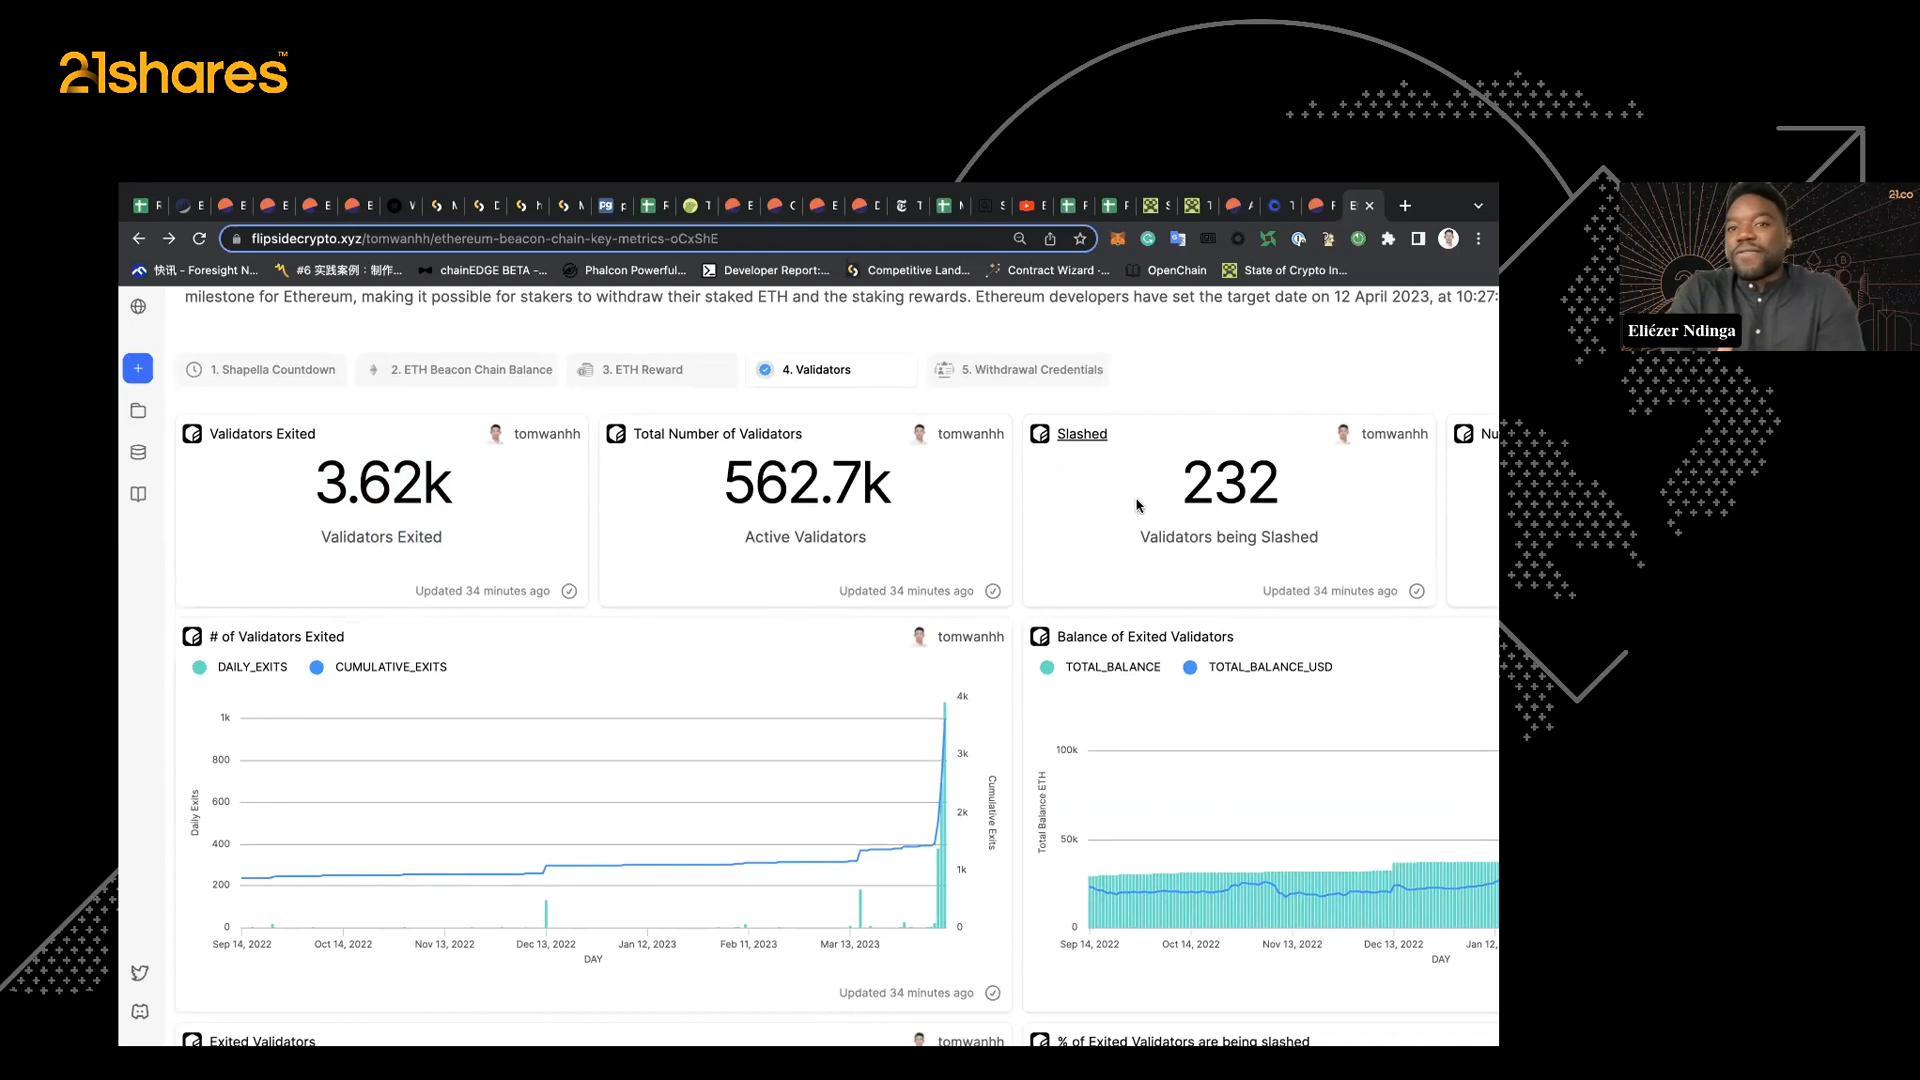 21shares™
flipsidecrypto.xyz/tomwanhh/ethereum-beacon-chain-key-metrics-oCxShE
快讯 - Foresight N...
#6 实践案例：制作...
chainEDGE BETA -...
Phalcon Powerful...
Developer Report:...
Competitive Land...
Contract Wizard -...
OpenChain
State of Crypto In...
21.co
Eliézer Ndinga
milestone for Ethereum, making it possible for stakers to withdraw their staked ETH and the staking rewards. Ethereum developers have set the target date on 12 April 2023, at 10:27:
1. Shapella Countdown
2. ETH Beacon Chain Balance
3. ETH Reward
4. Validators
5. Withdrawal Credentials
Validators Exited
tomwanhh
3.62k
Validators Exited
Updated 34 minutes ago
Total Number of Validators
tomwanhh
562.7k
Active Validators
Updated 34 minutes ago
Slashed
tomwanhh
232
Validators being Slashed
Updated 34 minutes ago
Nu
# of Validators Exited
tomwanhh
DAILY_EXITS
CUMULATIVE_EXITS
Daily Exits
1k
800
600
400
200
0
4k
3k
2k
1k
0
Cumulative Exits
Sep 14, 2022
Oct 14, 2022
Nov 13, 2022
Dec 13, 2022
Jan 12, 2023
Feb 11, 2023
Mar 13, 2023
DAY
Updated 34 minutes ago
Balance of Exited Validators
TOTAL_BALANCE
TOTAL_BALANCE_USD
Total Balance ETH
100k
50k
0
Sep 14, 2022
Oct 14, 2022
Nov 13, 2022
Dec 13, 2022
Jan 12,
DAY
Exited Validators
tomwanhh
% of Exited Validators are being slashed